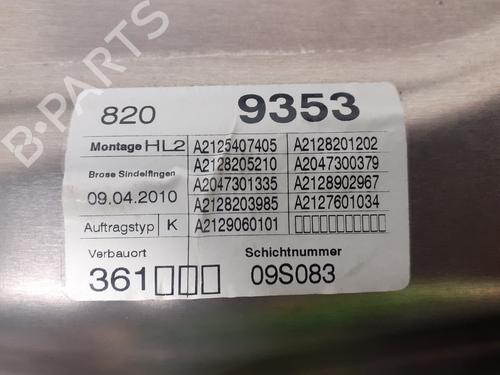 B-PARTS
820 9353
Montage HL2 A2125407405 A2128201202
A2128205210 A2047300379
Brose Sindelfingen A2047301335 A2128902967
09.04.2010 A2128203985 A2127601034
Auftragstyp K A2129060101 □□□□□□□□□□□
Verbauort Schichtnummer
361□□□ 09S083